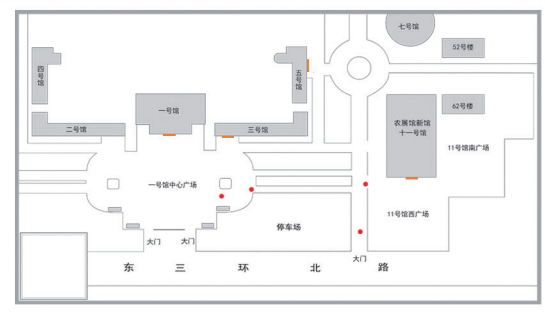 七号馆
52号楼
四号馆
五号馆
一号馆
62号楼
农展馆新馆
十一号馆
二号馆
三号馆
11号馆南广场
一号馆中心广场
11号馆西广场
停车场
大门
大门
大门
东三环北路